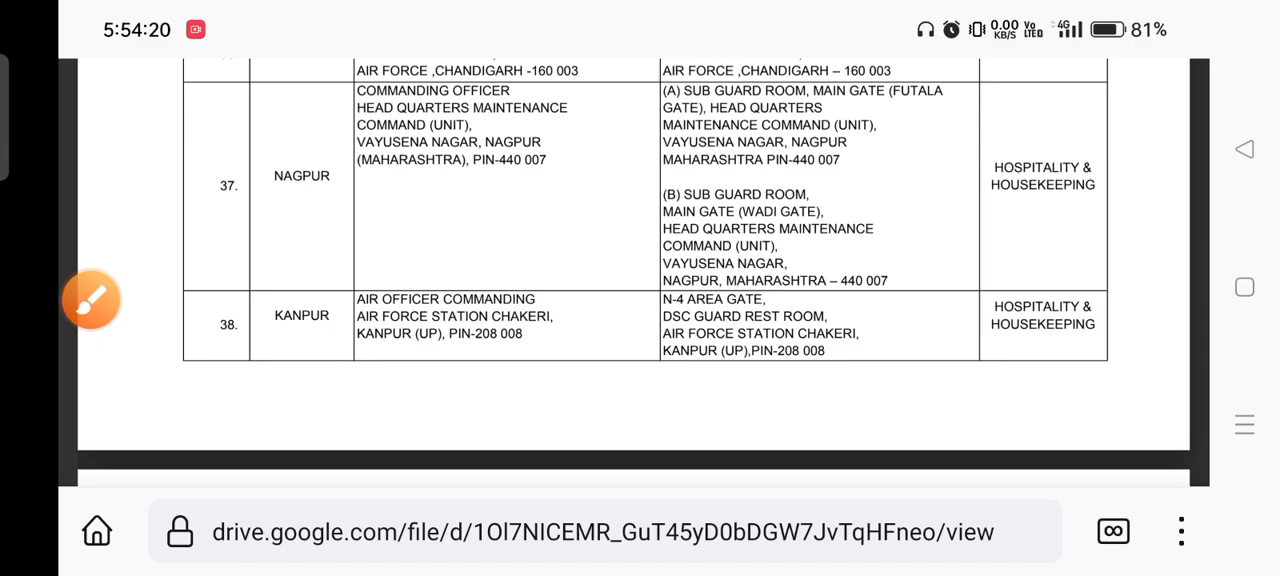 5:54:20
0.00 KB/S
Vo LTE
4G
81%
AIR FORCE ,CHANDIGARH -160 003
AIR FORCE ,CHANDIGARH – 160 003
37.
NAGPUR
COMMANDING OFFICER
HEAD QUARTERS MAINTENANCE
COMMAND (UNIT),
VAYUSENA NAGAR, NAGPUR
(MAHARASHTRA), PIN-440 007
(A) SUB GUARD ROOM, MAIN GATE (FUTALA
GATE), HEAD QUARTERS
MAINTENANCE COMMAND (UNIT),
VAYUSENA NAGAR, NAGPUR
MAHARASHTRA PIN-440 007
(B) SUB GUARD ROOM,
MAIN GATE (WADI GATE),
HEAD QUARTERS MAINTENANCE
COMMAND (UNIT),
VAYUSENA NAGAR,
NAGPUR, MAHARASHTRA – 440 007
HOSPITALITY &
HOUSEKEEPING
38.
KANPUR
AIR OFFICER COMMANDING
AIR FORCE STATION CHAKERI,
KANPUR (UP), PIN-208 008
N-4 AREA GATE,
DSC GUARD REST ROOM,
AIR FORCE STATION CHAKERI,
KANPUR (UP),PIN-208 008
HOSPITALITY &
HOUSEKEEPING
drive.google.com/file/d/1Ol7NICEMR_GuT45yD0bDGW7JvTqHFneo/view